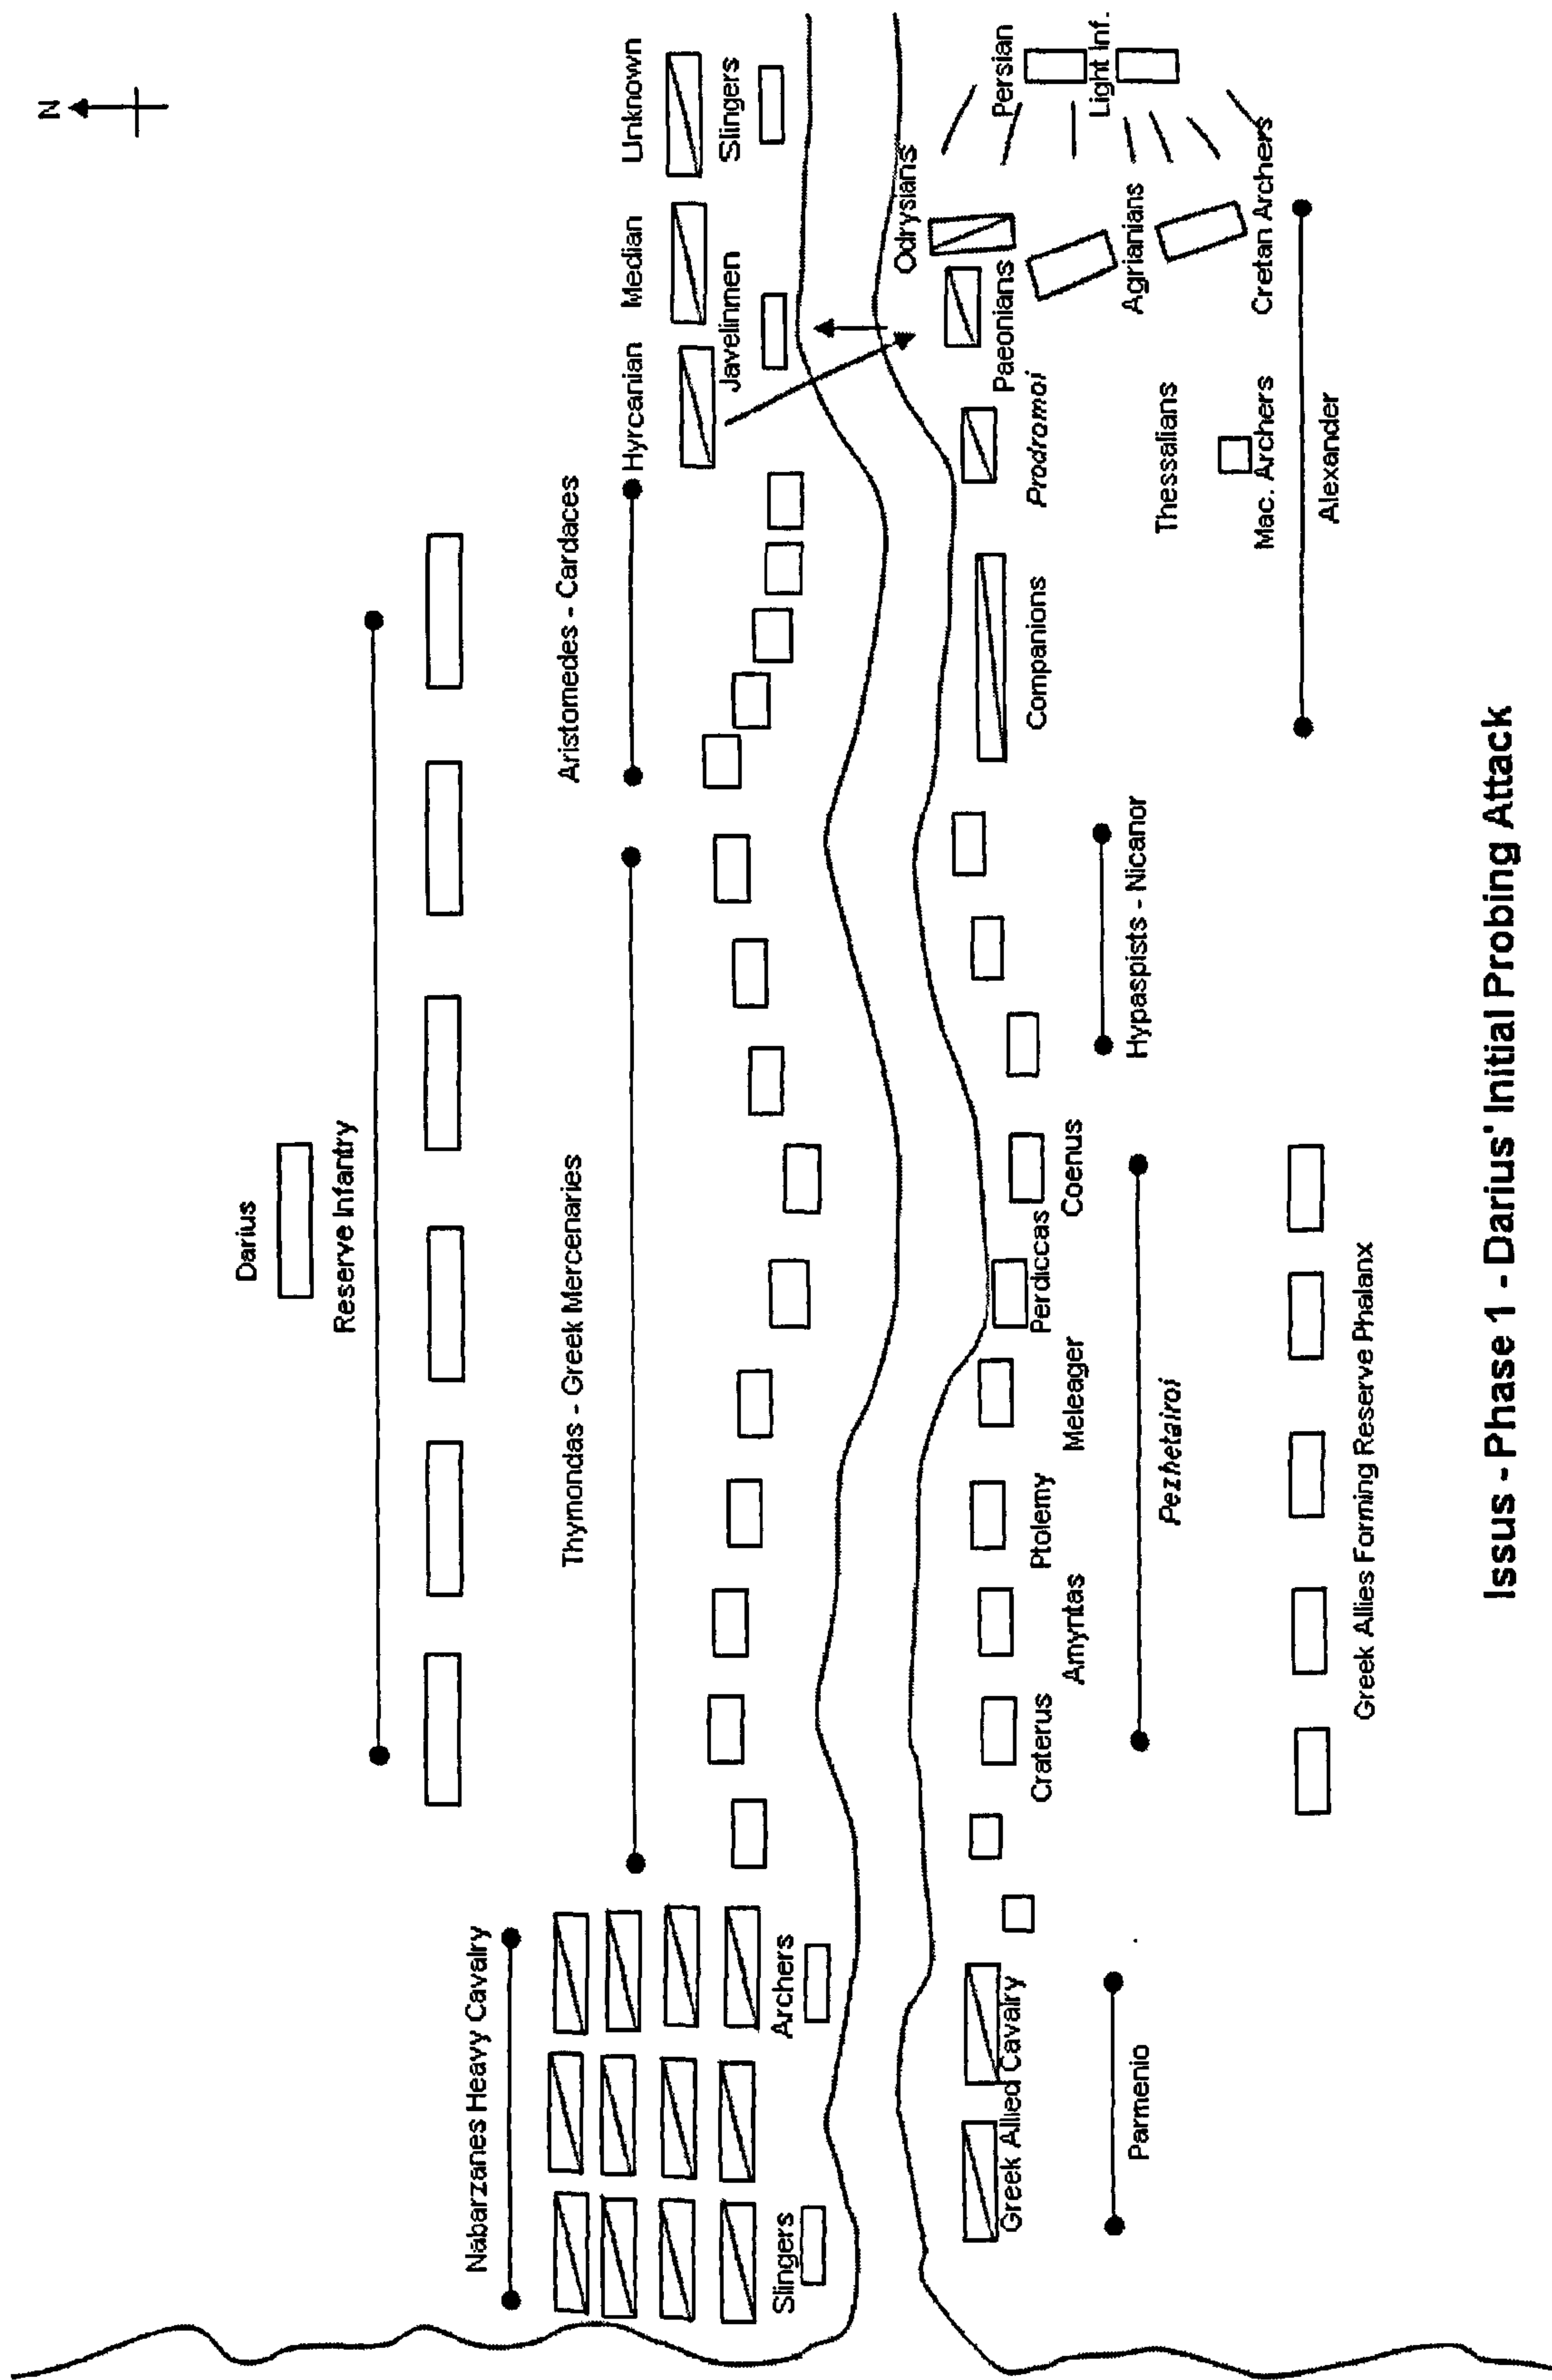 N
Darius
Reserve Infantry
Nabarzanes Heavy Cavalry
Thymondas - Greek Mercenaries
Aristomedes - Cardaces
Hyrcanian
Median
Unknown
Javelinmen
Slingers
Slingers
Archers
Greek Allied Cavalry
Craterus
Amyntas
Ptolemy
Meleager
Perdiccas
Coenus
Companions
Prodromoi
Paeonians
Odrysians
Persian
Light Inf.
Parmenio
Pezhetairoi
Hypaspists - Nicanor
Thessalians
Agrianians
Mac. Archers
Cretan Archers
Alexander
Greek Allies Forming Reserve Phalanx
Issus - Phase 1 - Darius' Initial Probing Attack